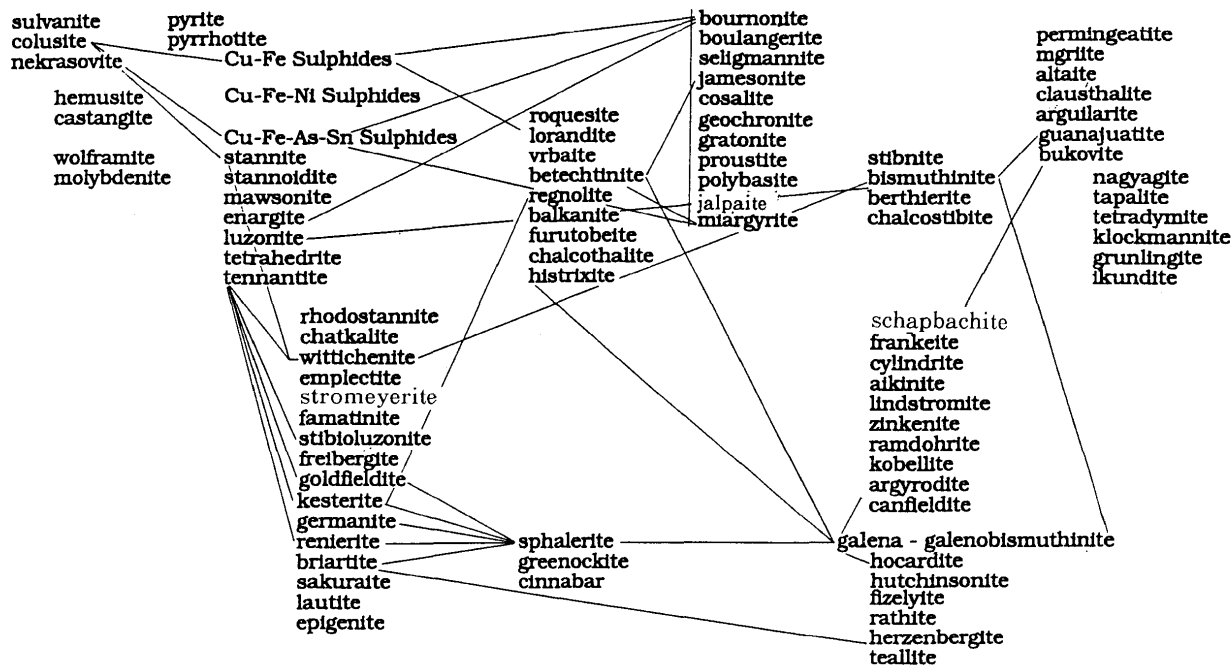 sulvanite
colusite
nekrasovite
pyrite
pyrrhotite
Cu-Fe Sulphides
hemusite
castangite
Cu-Fe-Ni Sulphides
wolframite
molybdenite
Cu-Fe-As-Sn Sulphides
stannite
stannoidite
mawsonite
enargite
luzonite
tetrahedrite
tennantite
rhodostannite
chatkalite
wittichenite
emplectite
stromeyerite
famatinite
stibioluzonite
freibergite
goldfieldite
kesterite
germanite
renierite
briartite
sakuraite
lautite
epigenite
roquesite
lorandite
vrbaite
betechtinite
regnolite
balkanite
furutobeite
chalcothalite
histrixite
sphalerite
greenockite
cinnabar
bournonite
boulangerite
seligmannite
jamesonite
cosalite
geochronite
gratonite
proustite
polybasite
jalpaite
miargyrite
stibnite
bismuthinite
berthierite
chalcostibite
schapbachite
frankeite
cylindrite
aikinite
lindstromite
zinkenite
ramdohrite
kobellite
argyrodite
canfieldite
galena - galenobismuthinite
hocardite
hutchinsonite
fizelyite
rathite
herzenbergite
teallite
permingeatite
mgriite
altaite
clausthalite
arguilarite
guanajuatite
bukovite
nagyagite
tapalite
tetradymite
klockmannite
grunlingite
ikundite